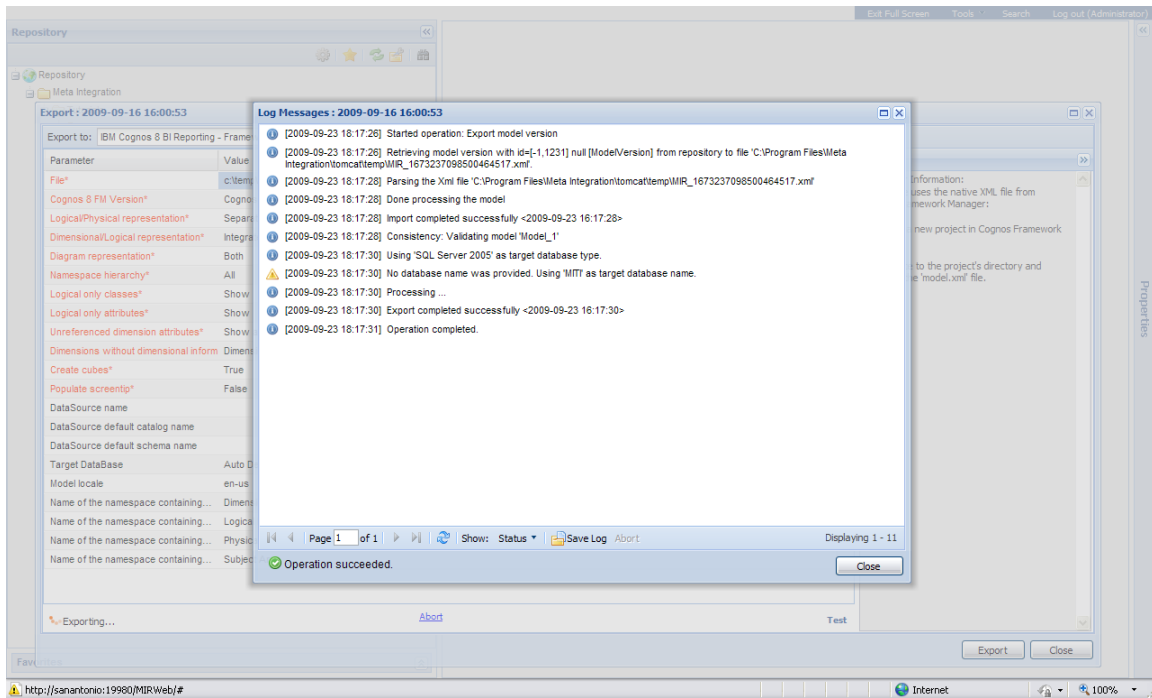 Exit Full Screen Tools Search Log out (Administrator)
Repository
Repository
Meta Integration
Export : 2009-09-16 16:00:53
Export to: IBM Cognos 8 BI Reporting - Frame
Parameter Value
File* c:\temp
Cognos 8 FM Version* Cogno
Logical/Physical representation* Separa
Dimensional/Logical representation* Integra
Diagram representation* Both
Namespace hierarchy* All
Logical only classes* Show
Logical only attributes* Show
Unreferenced dimension attributes* Show
Dimensions without dimensional inform Dimens
Create cubes* True
Populate screentip* False
DataSource name
DataSource default catalog name
DataSource default schema name
Target DataBase Auto D
Model locale en-us
Name of the namespace containing... Dimens
Name of the namespace containing... Logica
Name of the namespace containing... Physic
Name of the namespace containing... Subjec
Exporting... Abort Test
Log Messages : 2009-09-16 16:00:53
[2009-09-23 18:17:26] Started operation: Export model version
[2009-09-23 18:17:26] Retrieving model version with id=[-1,1231] null [ModelVersion] from repository to file 'C:\Program Files\Meta
Integration\tomcat\temp\MIR_1673237098500464517.xml'.
[2009-09-23 18:17:28] Parsing the Xml file 'C:\Program Files\Meta Integration\tomcat\temp\MIR_1673237098500464517.xml'
[2009-09-23 18:17:28] Done processing the model
[2009-09-23 18:17:28] Import completed successfully <2009-09-23 16:17:28>
[2009-09-23 18:17:28] Consistency: Validating model 'Model_1'
[2009-09-23 18:17:30] Using 'SQL Server 2005' as target database type.
[2009-09-23 18:17:30] No database name was provided. Using 'MITI' as target database name.
[2009-09-23 18:17:30] Processing ...
[2009-09-23 18:17:30] Export completed successfully <2009-09-23 16:17:30>
[2009-09-23 18:17:31] Operation completed.
Page 1 of 1 Show: Status Save Log Abort Displaying 1 - 11
Operation succeeded. Close
Information:
uses the native XML file from
mework Manager:
new project in Cognos Framework
to the project's directory and
e 'model.xml' file.
Properties
Export Close
Fav
http://sanantonio:19980/MIRWeb/# Internet 100%